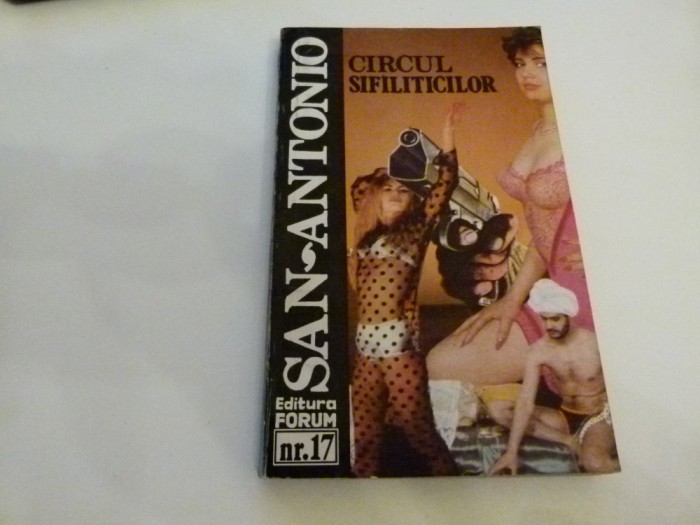 SAN-ANTONIO
CIRCUL
SIFILITICILOR
Editura
FORUM
nr.17